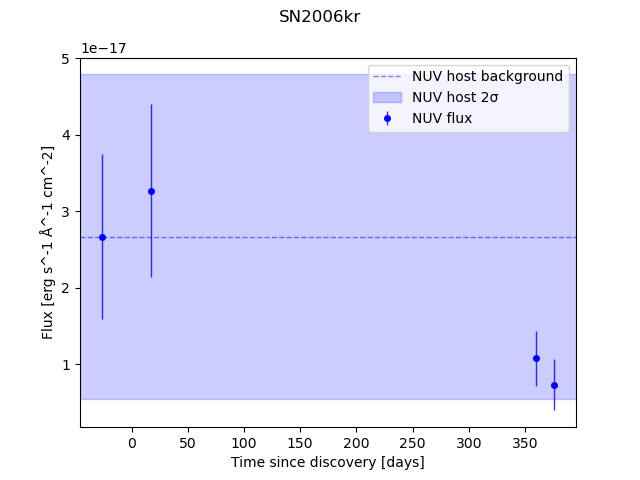 SN2006kr
1e−17
5
4
3
2
1
Flux [erg s^-1 Å^-1 cm^-2]
NUV host background
NUV host 2σ
NUV flux
0 50 100 150 200 250 300 350
Time since discovery [days]